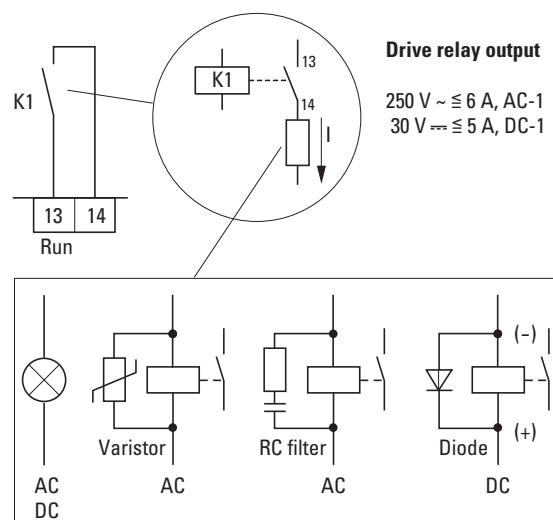 K1
13 14
Run
K1
13
14
I
Drive relay output
250 V ~ ≦ 6 A, AC-1
30 V ⎓ ≦ 5 A, DC-1
(–)
(+)
Varistor RC filter Diode
AC AC AC DC
DC